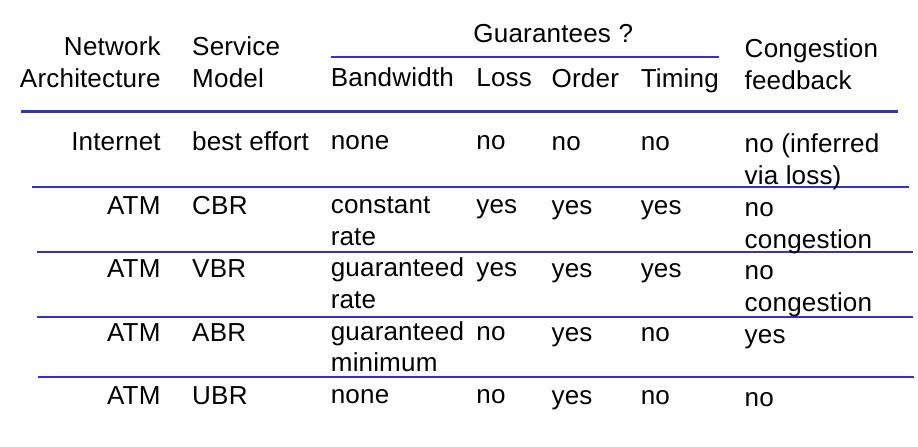 Guarantees ?
Network Service Congestion
Architecture Model Bandwidth Loss Order Timing feedback
Internet best effort none no no no no (inferred
via loss)
ATM CBR constant yes yes yes no
rate congestion
ATM VBR guaranteed yes yes yes no
rate congestion
ATM ABR guaranteed no yes no yes
minimum
ATM UBR none no yes no no